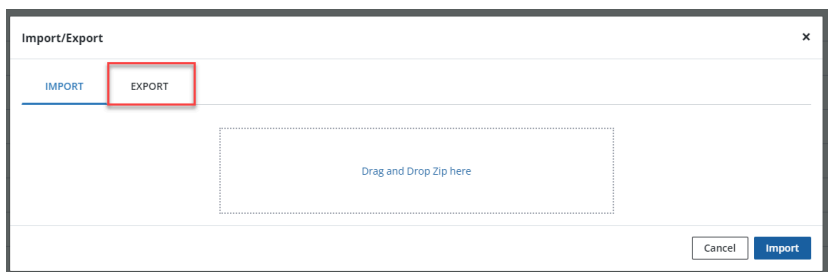 Import/Export ×
IMPORT EXPORT
Drag and Drop Zip here
Cancel Import